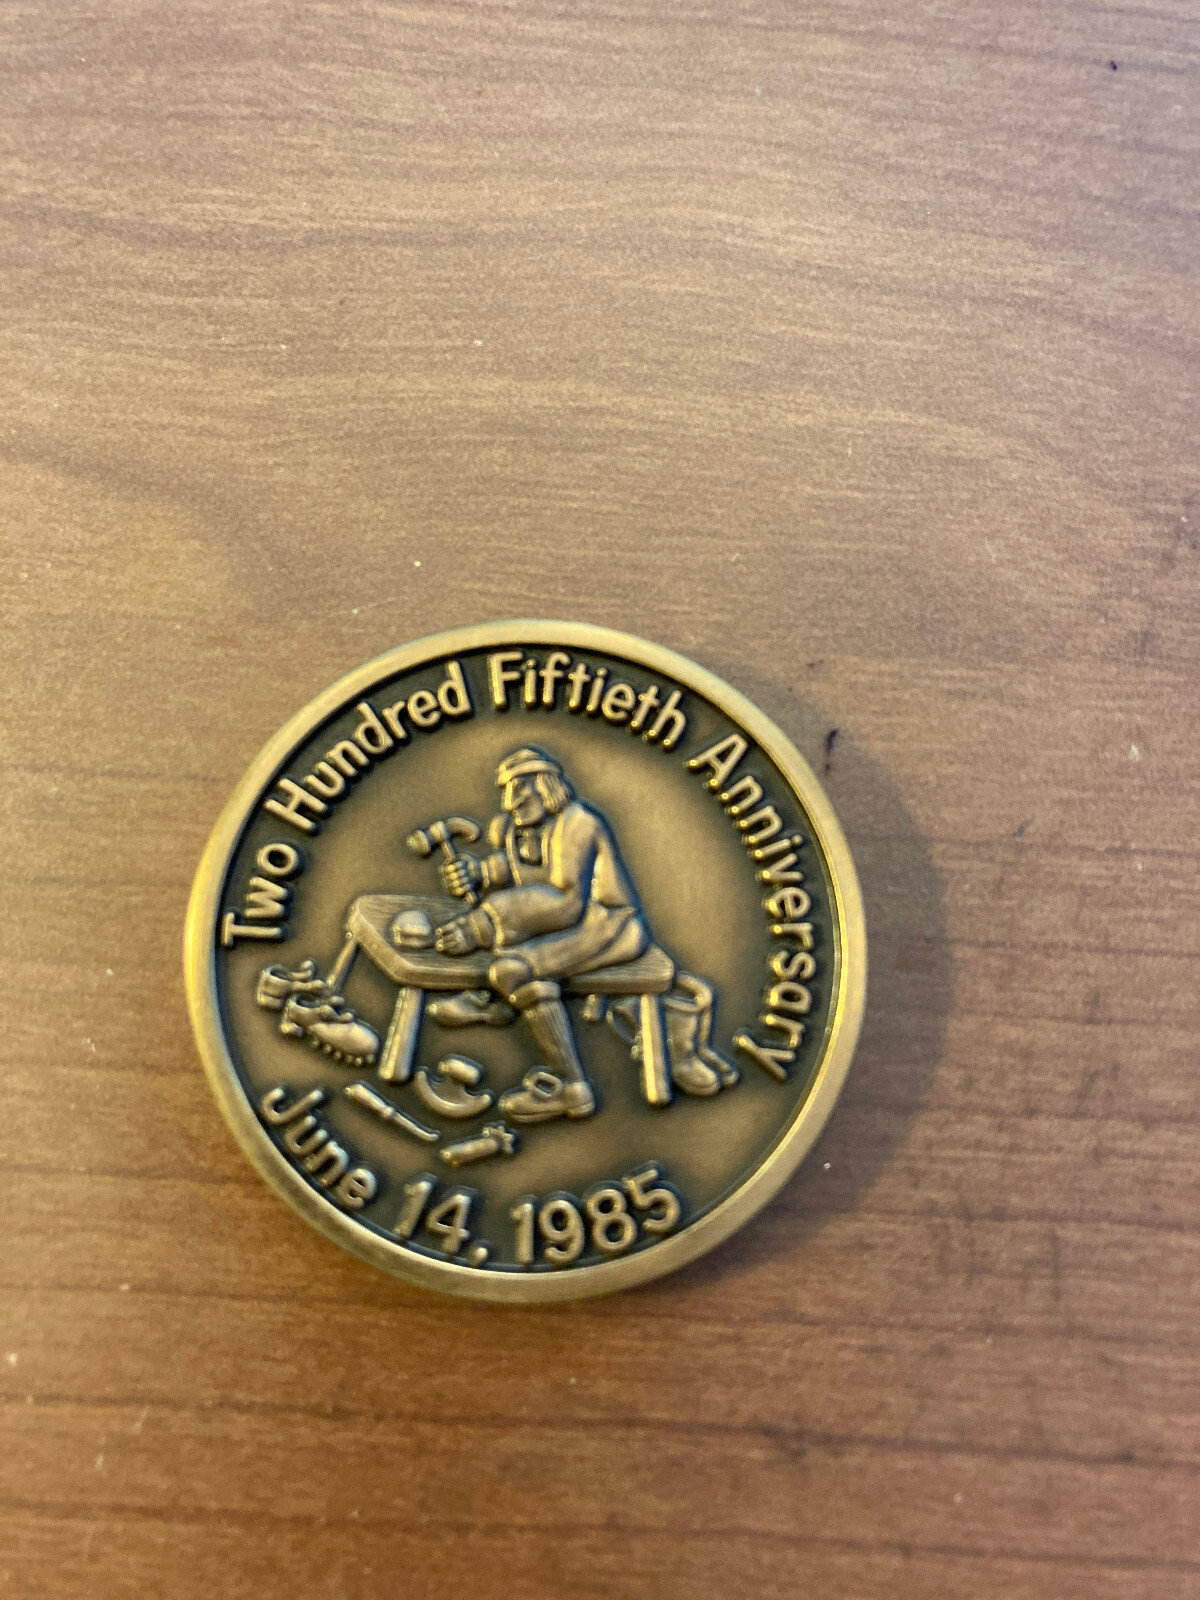 Two Hundred Fiftieth Anniversary
June 14, 1985